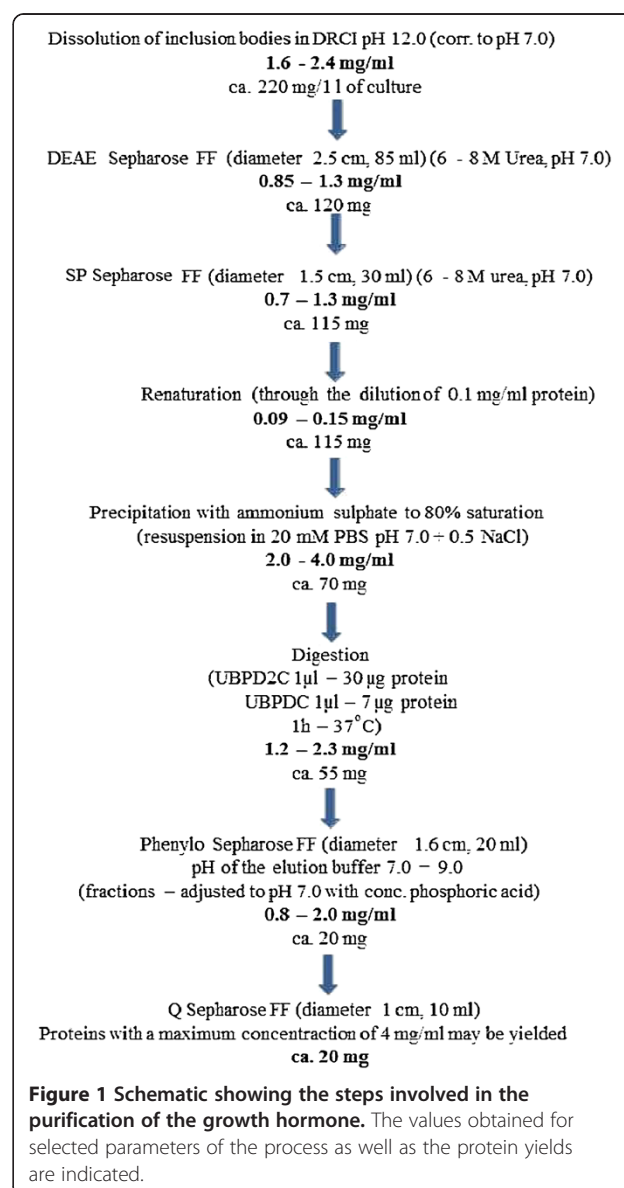 Dissolution of inclusion bodies in DRCI pH 12.0 (corr. to pH 7.0)
1.6 - 2.4 mg/ml
ca. 220 mg/1 l of culture
DEAE Sepharose FF (diameter 2.5 cm, 85 ml) (6 - 8 M Urea, pH 7.0)
0.85 – 1.3 mg/ml
ca. 120 mg
SP Sepharose FF (diameter 1.5 cm, 30 ml) (6 - 8 M urea, pH 7.0)
0.7 – 1.3 mg/ml
ca. 115 mg
Renaturation (through the dilution of 0.1 mg/ml protein)
0.09 – 0.15 mg/ml
ca. 115 mg
Precipitation with ammonium sulphate to 80% saturation
(resuspension in 20 mM PBS pH 7.0 ÷ 0.5 NaCl)
2.0 - 4.0 mg/ml
ca. 70 mg
Digestion
(UBPD2C 1µl – 30 µg protein
UBPDC 1µl – 7 µg protein
1h – 37°C)
1.2 – 2.3 mg/ml
ca. 55 mg
Phenylo Sepharose FF (diameter 1.6 cm, 20 ml)
pH of the elution buffer 7.0 – 9.0
(fractions – adjusted to pH 7.0 with conc. phosphoric acid)
0.8 – 2.0 mg/ml
ca. 20 mg
Q Sepharose FF (diameter 1 cm, 10 ml)
Proteins with a maximum concentration of 4 mg/ml may be yielded
ca. 20 mg
Figure 1 Schematic showing the steps involved in the
purification of the growth hormone. The values obtained for
selected parameters of the process as well as the protein yields
are indicated.